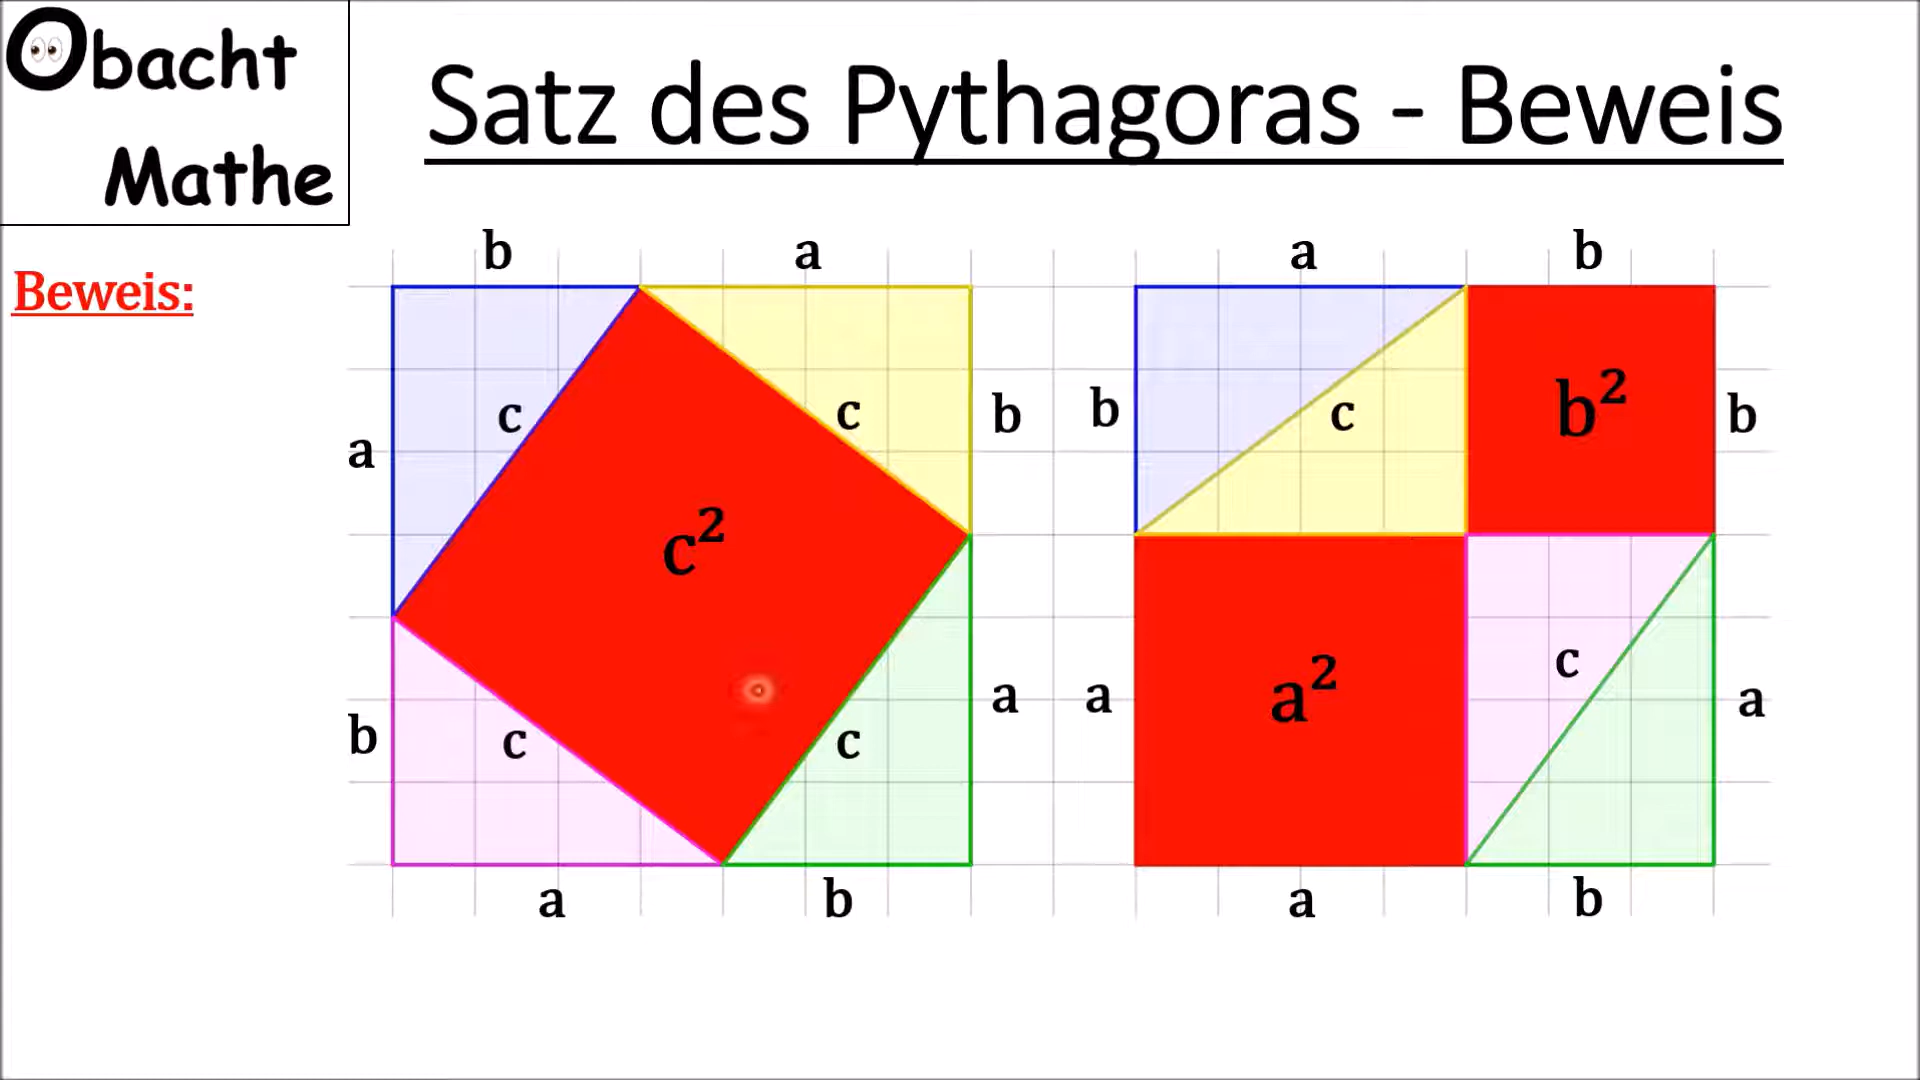 Obacht
Mathe
Satz des Pythagoras - Beweis
Beweis:
b a a b
c c b b c b² b
a
c²
b c c a a a² c a
a b a b